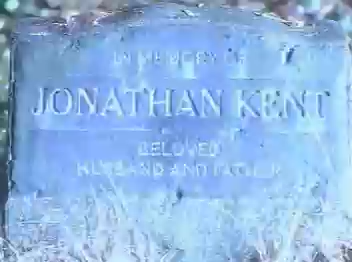 IN MEMORY OF
JONATHAN KENT
BELOVED
HUSBAND AND FATHER